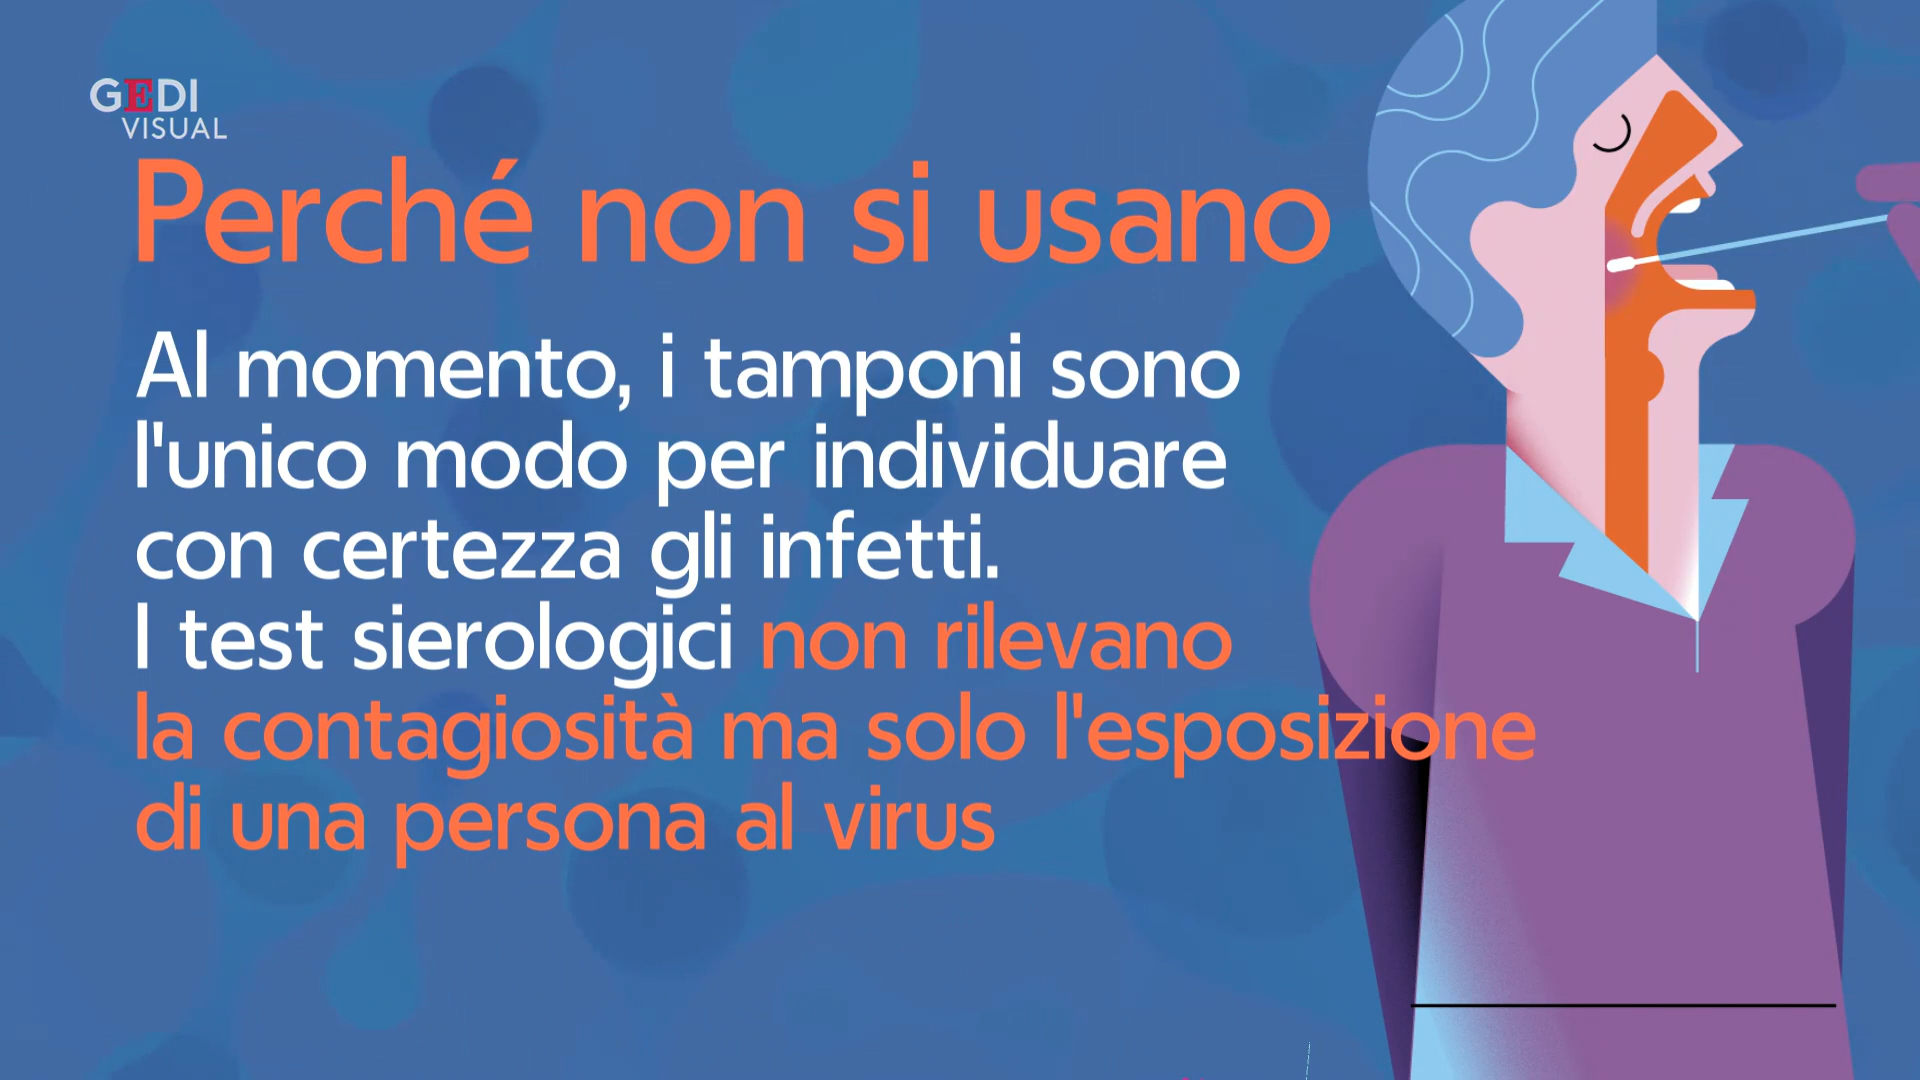 GEDI
VISUAL
Perché non si usano
Al momento, i tamponi sono
l'unico modo per individuare
con certezza gli infetti.
I test sierologici non rilevano
la contagiosità ma solo l'esposizione
di una persona al virus